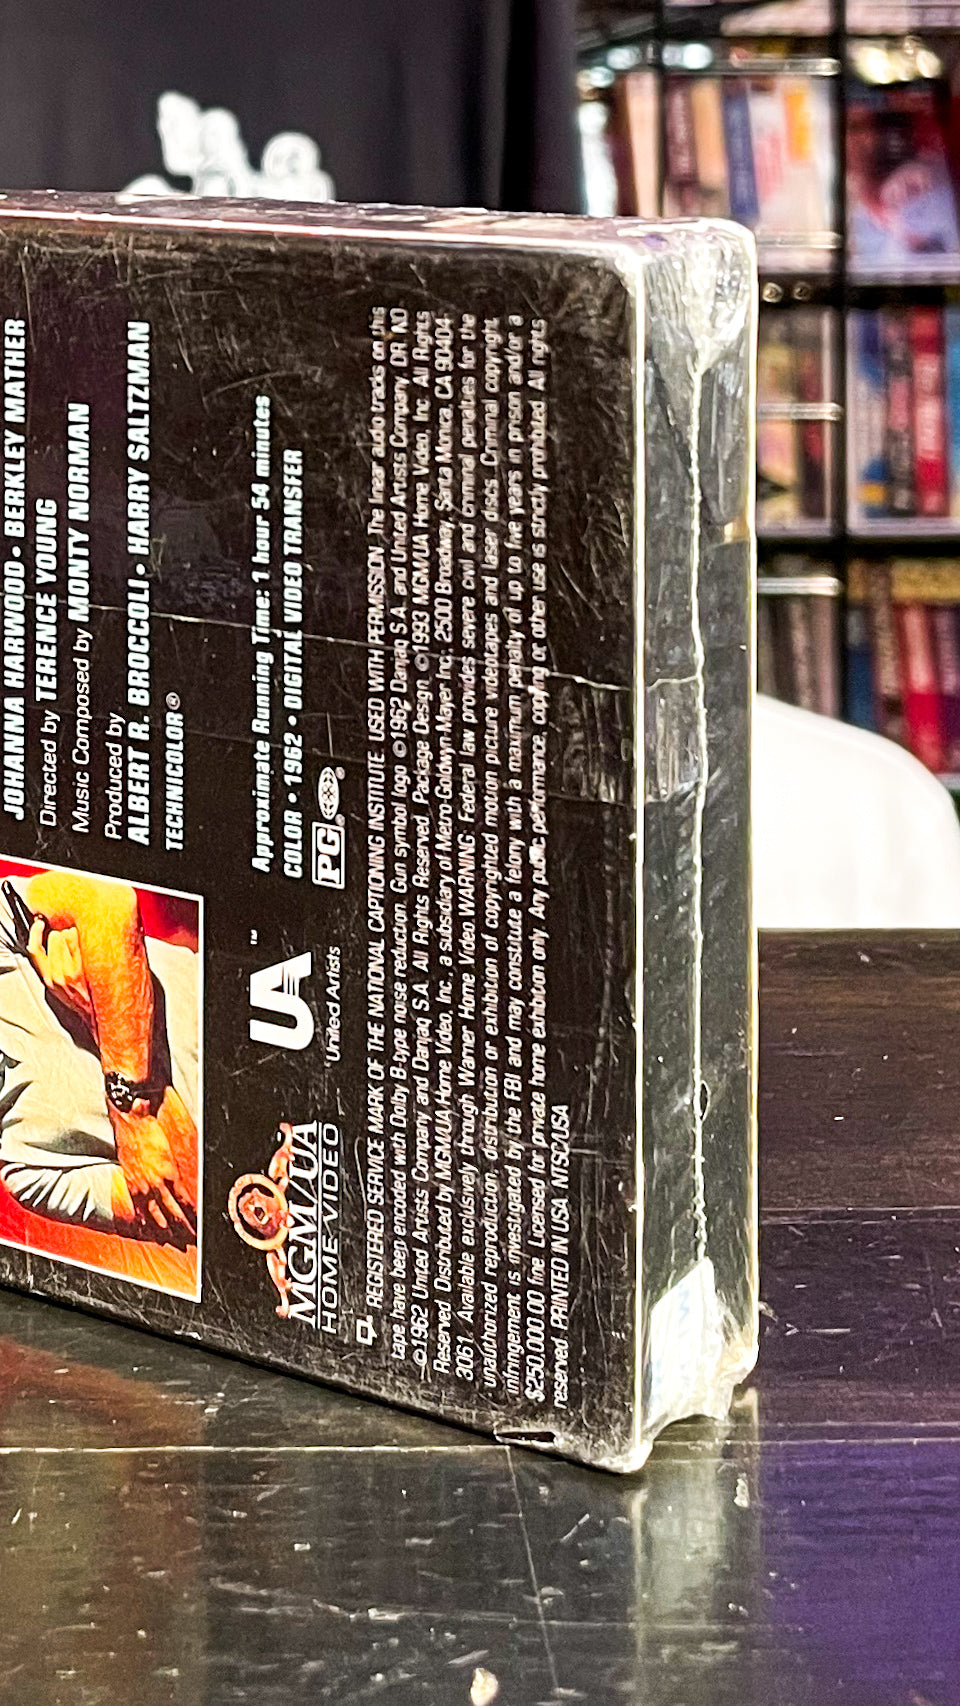 JOHANNA HARWOOD • BERKLEY MATHER
Directed by TERENCE YOUNG
Music Composed by MONTY NORMAN
Produced by
ALBERT R. BROCCOLI • HARRY SALTZMAN
TECHNICOLOR®
Approximate Running Time: 1 hour 54 minutes
COLOR • 1962 • DIGITAL VIDEO TRANSFER
PG ®
UA ™
United Artists
MGM/UA
HOME VIDEO
REGISTERED SERVICE MARK OF THE NATIONAL CAPTIONING INSTITUTE. USED WITH PERMISSION. The linear audio tracks on this
tape have been encoded with Dolby B-type noise reduction. Gun symbol logo ©1962 Danjaq S.A. and United Artists Company. DR. NO
©1962 United Artists Company and Danjaq S.A. All Rights Reserved. Package Design ©1993 MGM/UA Home Video, Inc. All Rights
Reserved. Distributed by MGM/UA Home Video, Inc., a subsidiary of Metro-Goldwyn-Mayer Inc., 2500 Broadway, Santa Monica, CA 90404-
3061. Available exclusively through Warner Home Video. WARNING: Federal law provides severe civil and criminal penalties for the
unauthorized reproduction, distribution or exhibition of copyrighted motion picture videotapes and laser discs. Criminal copyright
infringement is investigated by the FBI and may constitute a felony with a maximum penalty of up to five years in prison and/or a
$250,000.00 fine. Licensed for private home exhibition only. Any public performance, copying or other use is strictly prohibited. All rights
reserved. PRINTED IN USA. NTSC/USA